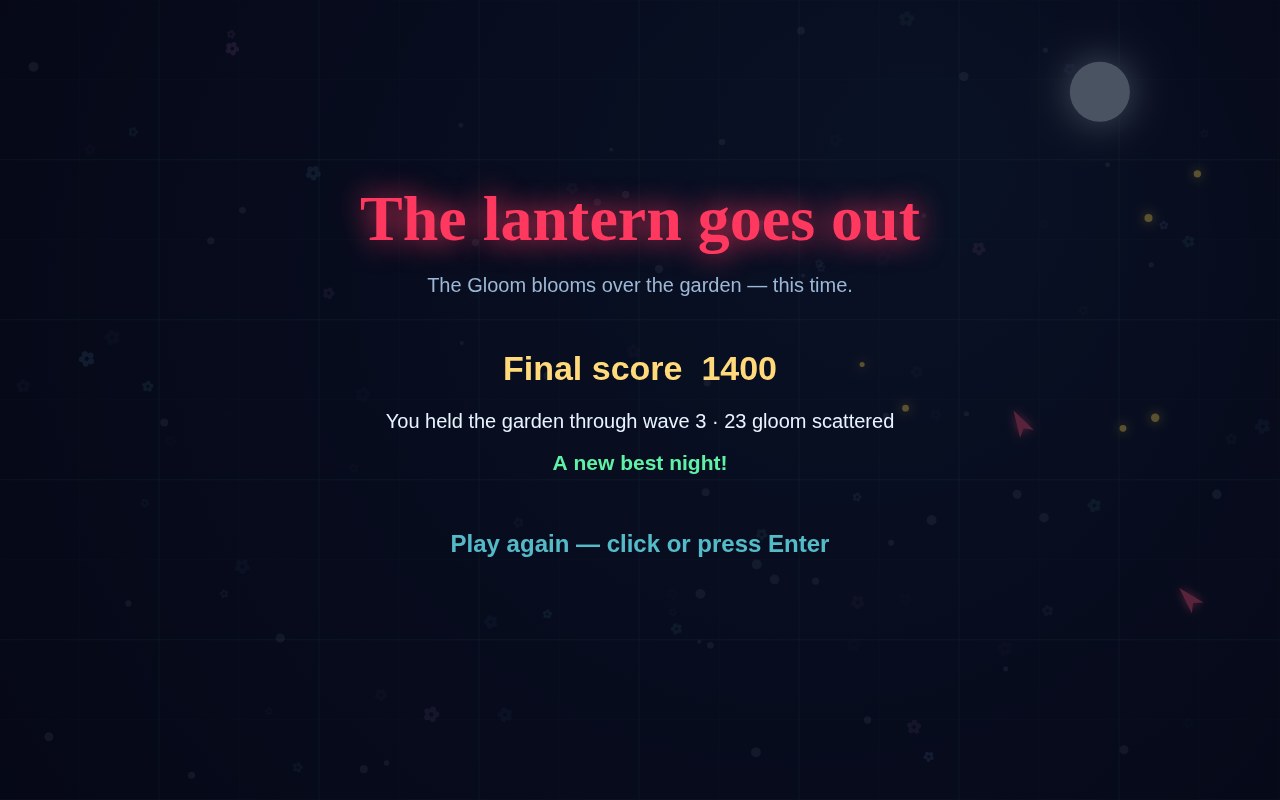 The lantern goes out
The Gloom blooms over the garden — this time.
Final score 1400
You held the garden through wave 3 · 23 gloom scattered
A new best night!
Play again — click or press Enter